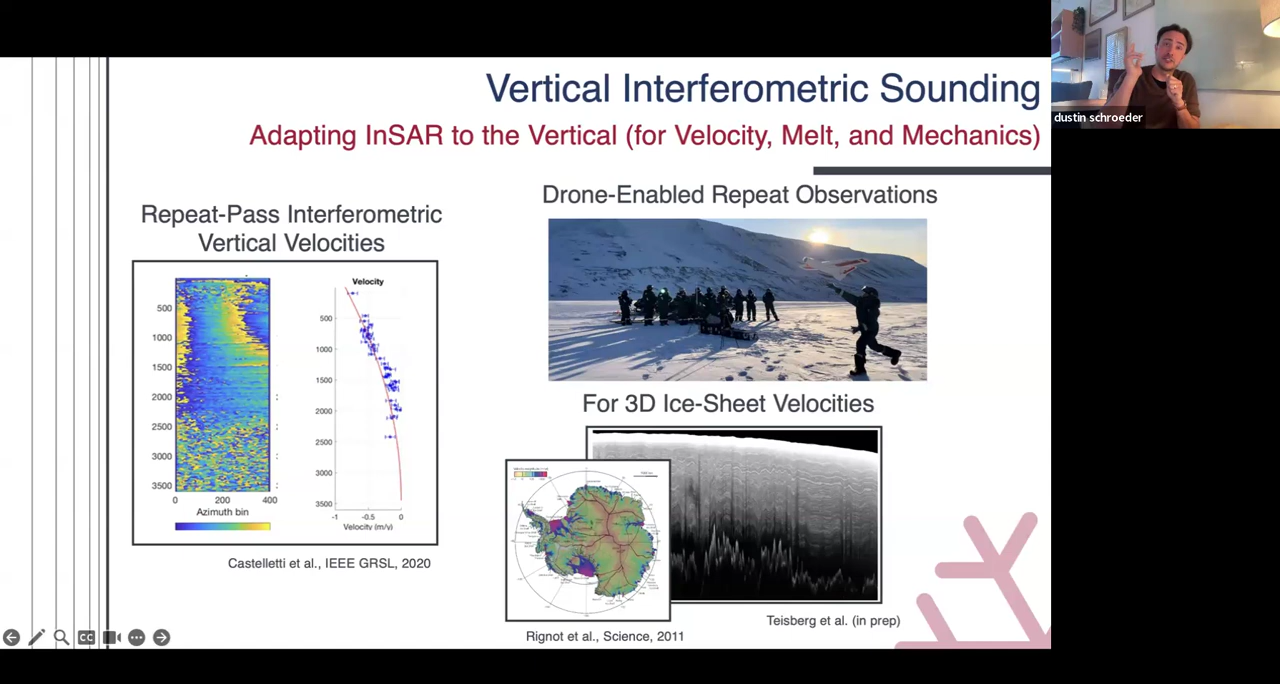 dustin schroeder
Vertical Interferometric Sounding
Adapting InSAR to the Vertical (for Velocity, Melt, and Mechanics)
Repeat-Pass Interferometric
Vertical Velocities
500
1000
1500
2000
2500
3000
3500
0 200 400
Azimuth bin
Velocity
500
1000
1500
2000
2500
3000
3500
-1 -0.5 0
Velocity (m/y)
Castelletti et al., IEEE GRSL, 2020
Drone-Enabled Repeat Observations
For 3D Ice-Sheet Velocities
Rignot et al., Science, 2011
Teisberg et al. (in prep)
CC